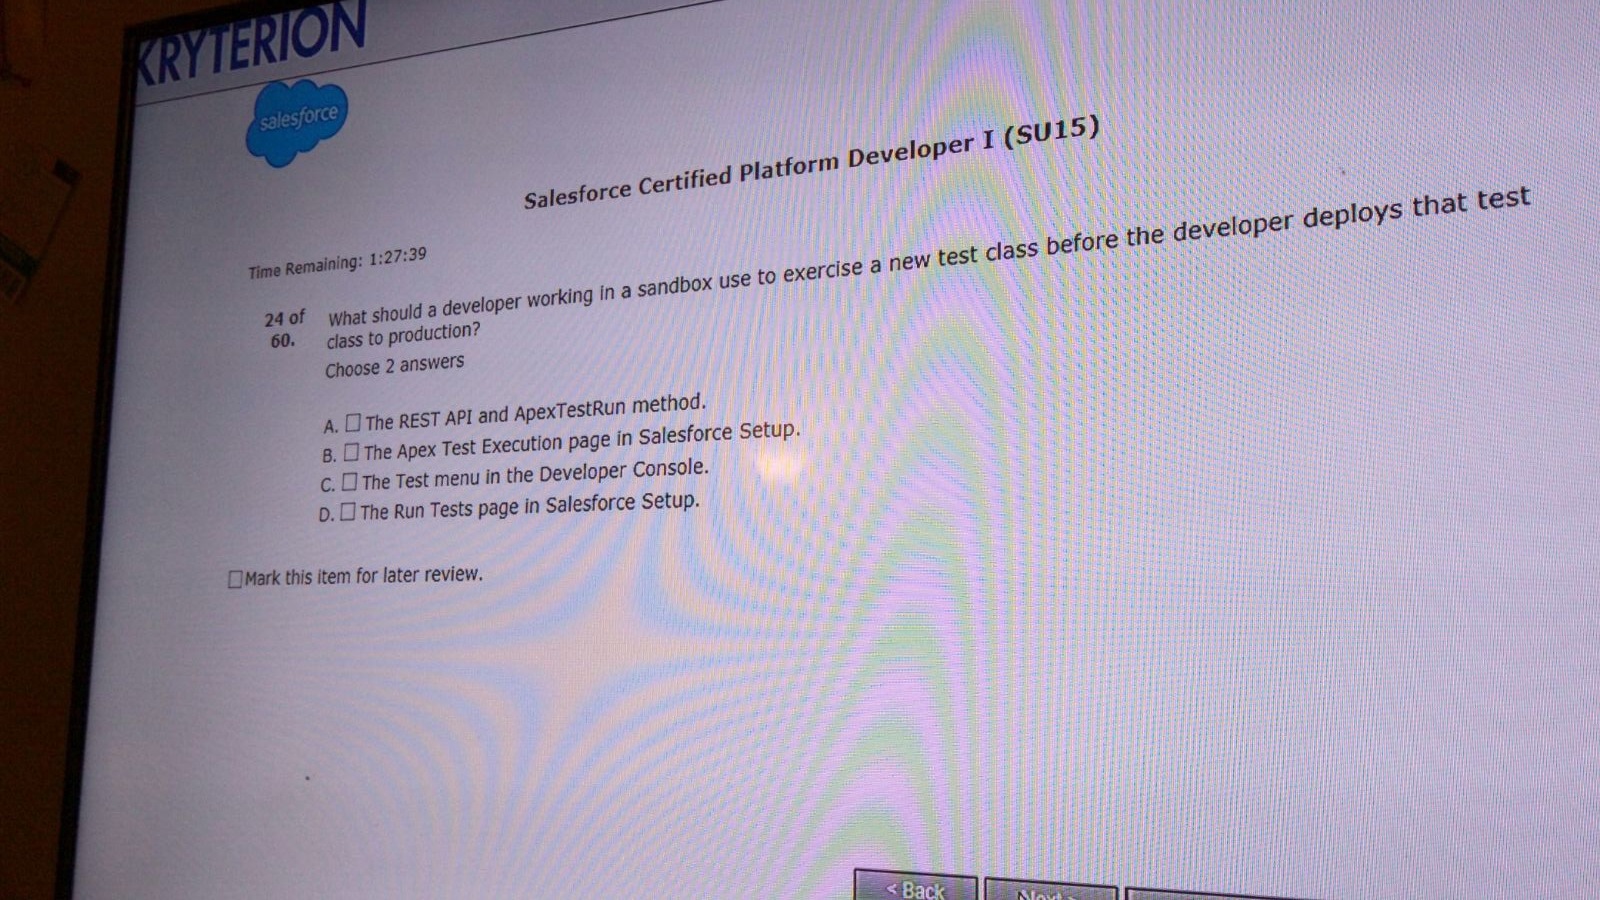 KRYTERION
salesforce
Salesforce Certified Platform Developer I (SU15)
Time Remaining: 1:27:39
24 of 60.
What should a developer working in a sandbox use to exercise a new test class before the developer deploys that test
class to production?
Choose 2 answers
A. The REST API and ApexTestRun method.
B. The Apex Test Execution page in Salesforce Setup.
C. The Test menu in the Developer Console.
D. The Run Tests page in Salesforce Setup.
Mark this item for later review.
< Back
Next >